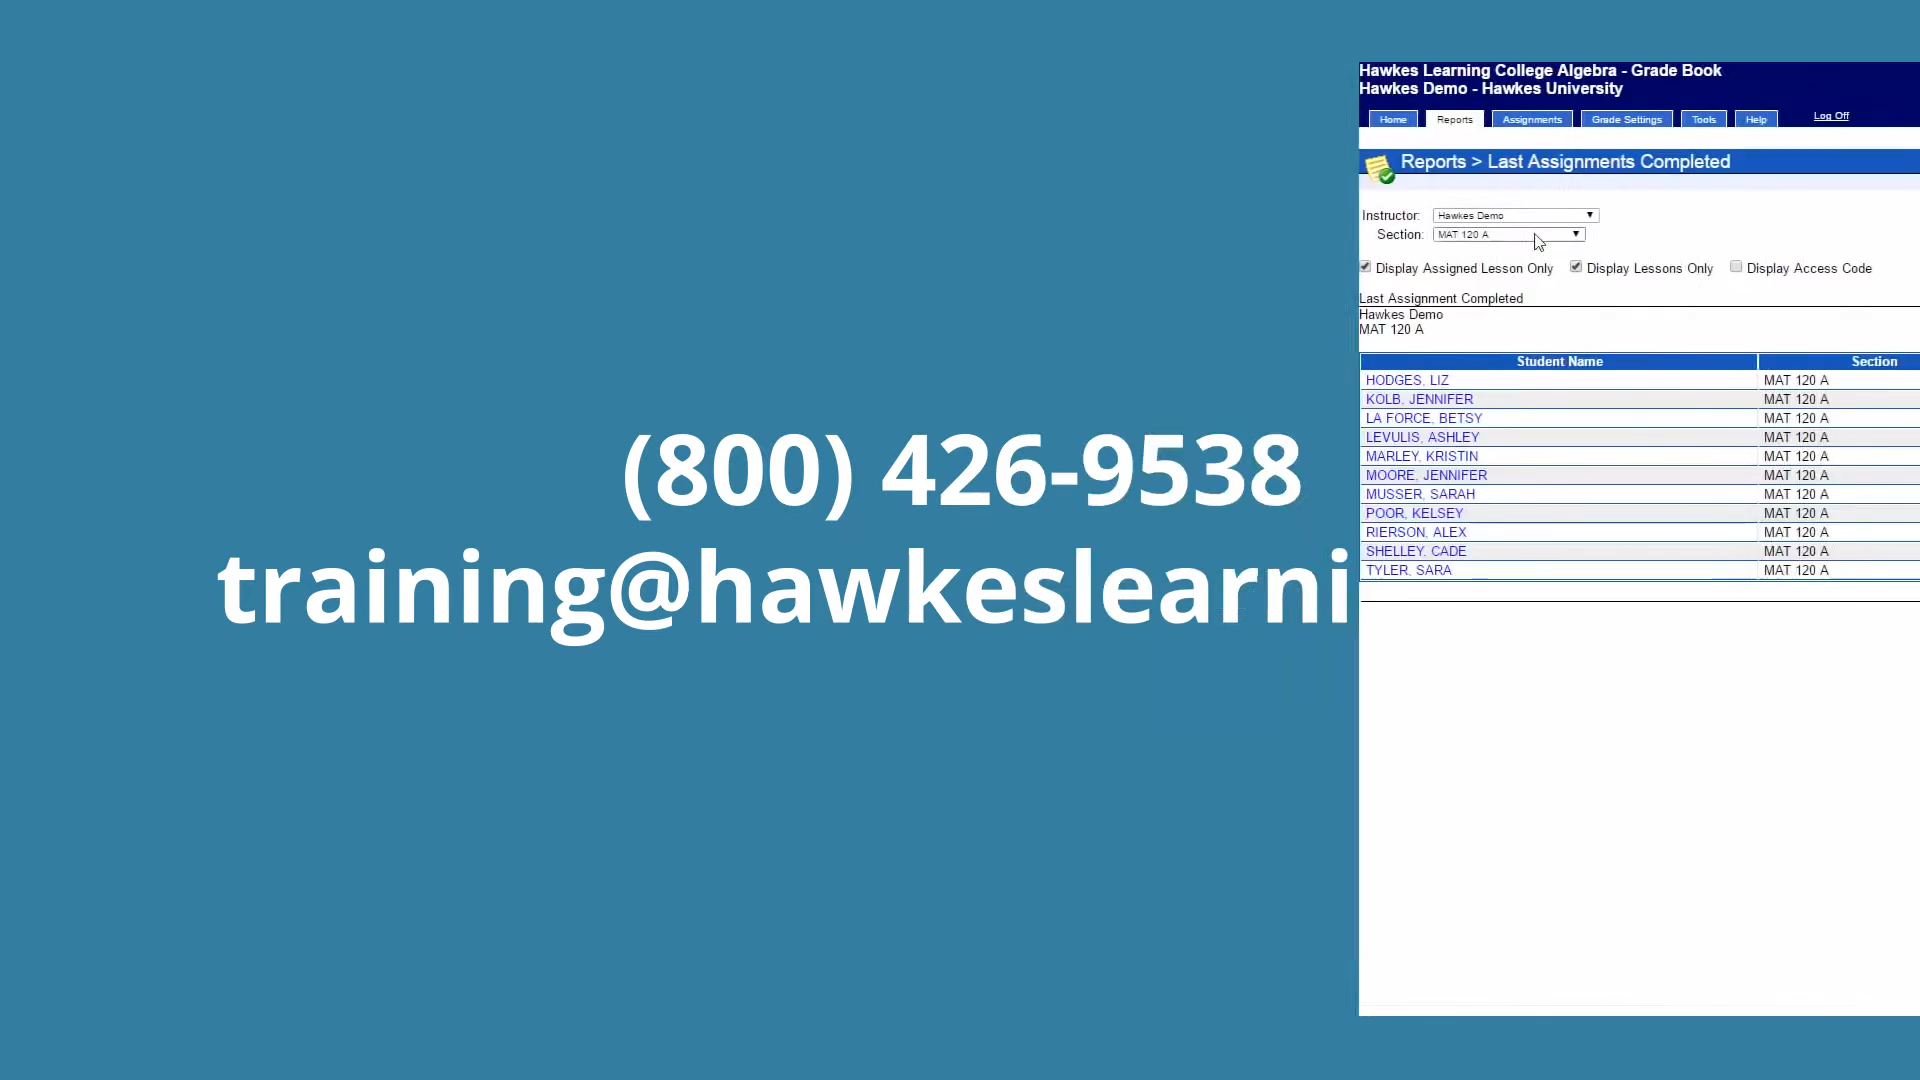 (800) 426-9538
training@hawkeslearni
Hawkes Learning College Algebra - Grade Book
Hawkes Demo - Hawkes University
Home Reports Assignments Grade Settings Tools Help Log Off
Reports > Last Assignments Completed
Instructor: Hawkes Demo
Section: MAT 120 A
Display Assigned Lesson Only Display Lessons Only Display Access Code
Last Assignment Completed
Hawkes Demo
MAT 120 A
Student Name Section
HODGES, LIZ MAT 120 A
KOLB, JENNIFER MAT 120 A
LA FORCE, BETSY MAT 120 A
LEVULIS, ASHLEY MAT 120 A
MARLEY, KRISTIN MAT 120 A
MOORE, JENNIFER MAT 120 A
MUSSER, SARAH MAT 120 A
POOR, KELSEY MAT 120 A
RIERSON, ALEX MAT 120 A
SHELLEY, CADE MAT 120 A
TYLER, SARA MAT 120 A